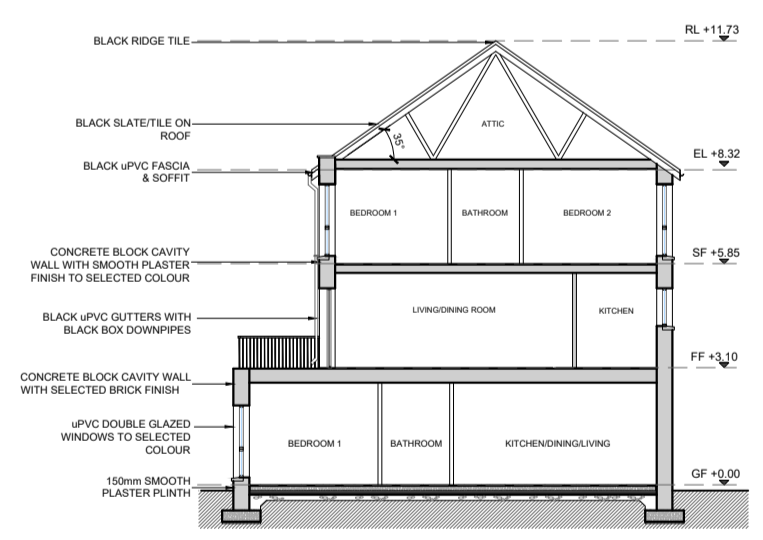 BLACK RIDGE TILE
RL +11.73
BLACK SLATE/TILE ON
ROOF
35°
ATTIC
EL +8.32
BLACK uPVC FASCIA
& SOFFIT
BEDROOM 1
BATHROOM
BEDROOM 2
CONCRETE BLOCK CAVITY
WALL WITH SMOOTH PLASTER
FINISH TO SELECTED COLOUR
SF +5.85
BLACK uPVC GUTTERS WITH
BLACK BOX DOWNPIPES
LIVING/DINING ROOM
KITCHEN
FF +3.10
CONCRETE BLOCK CAVITY WALL
WITH SELECTED BRICK FINISH
uPVC DOUBLE GLAZED
WINDOWS TO SELECTED
COLOUR
BEDROOM 1
BATHROOM
KITCHEN/DINING/LIVING
150mm SMOOTH
PLASTER PLINTH
GF +0.00